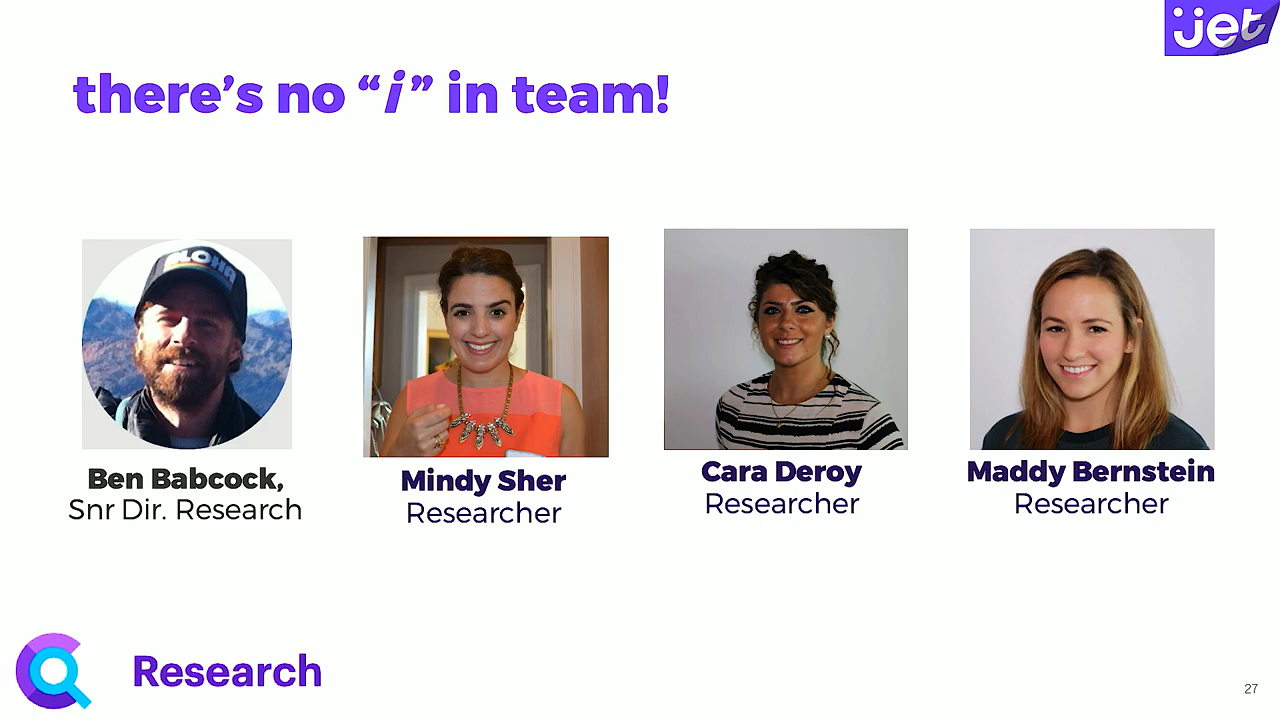 jet
there's no “i” in team!
ALOHA
Ben Babcock,
Snr Dir. Research
Mindy Sher
Researcher
Cara Deroy
Researcher
Maddy Bernstein
Researcher
Research
27